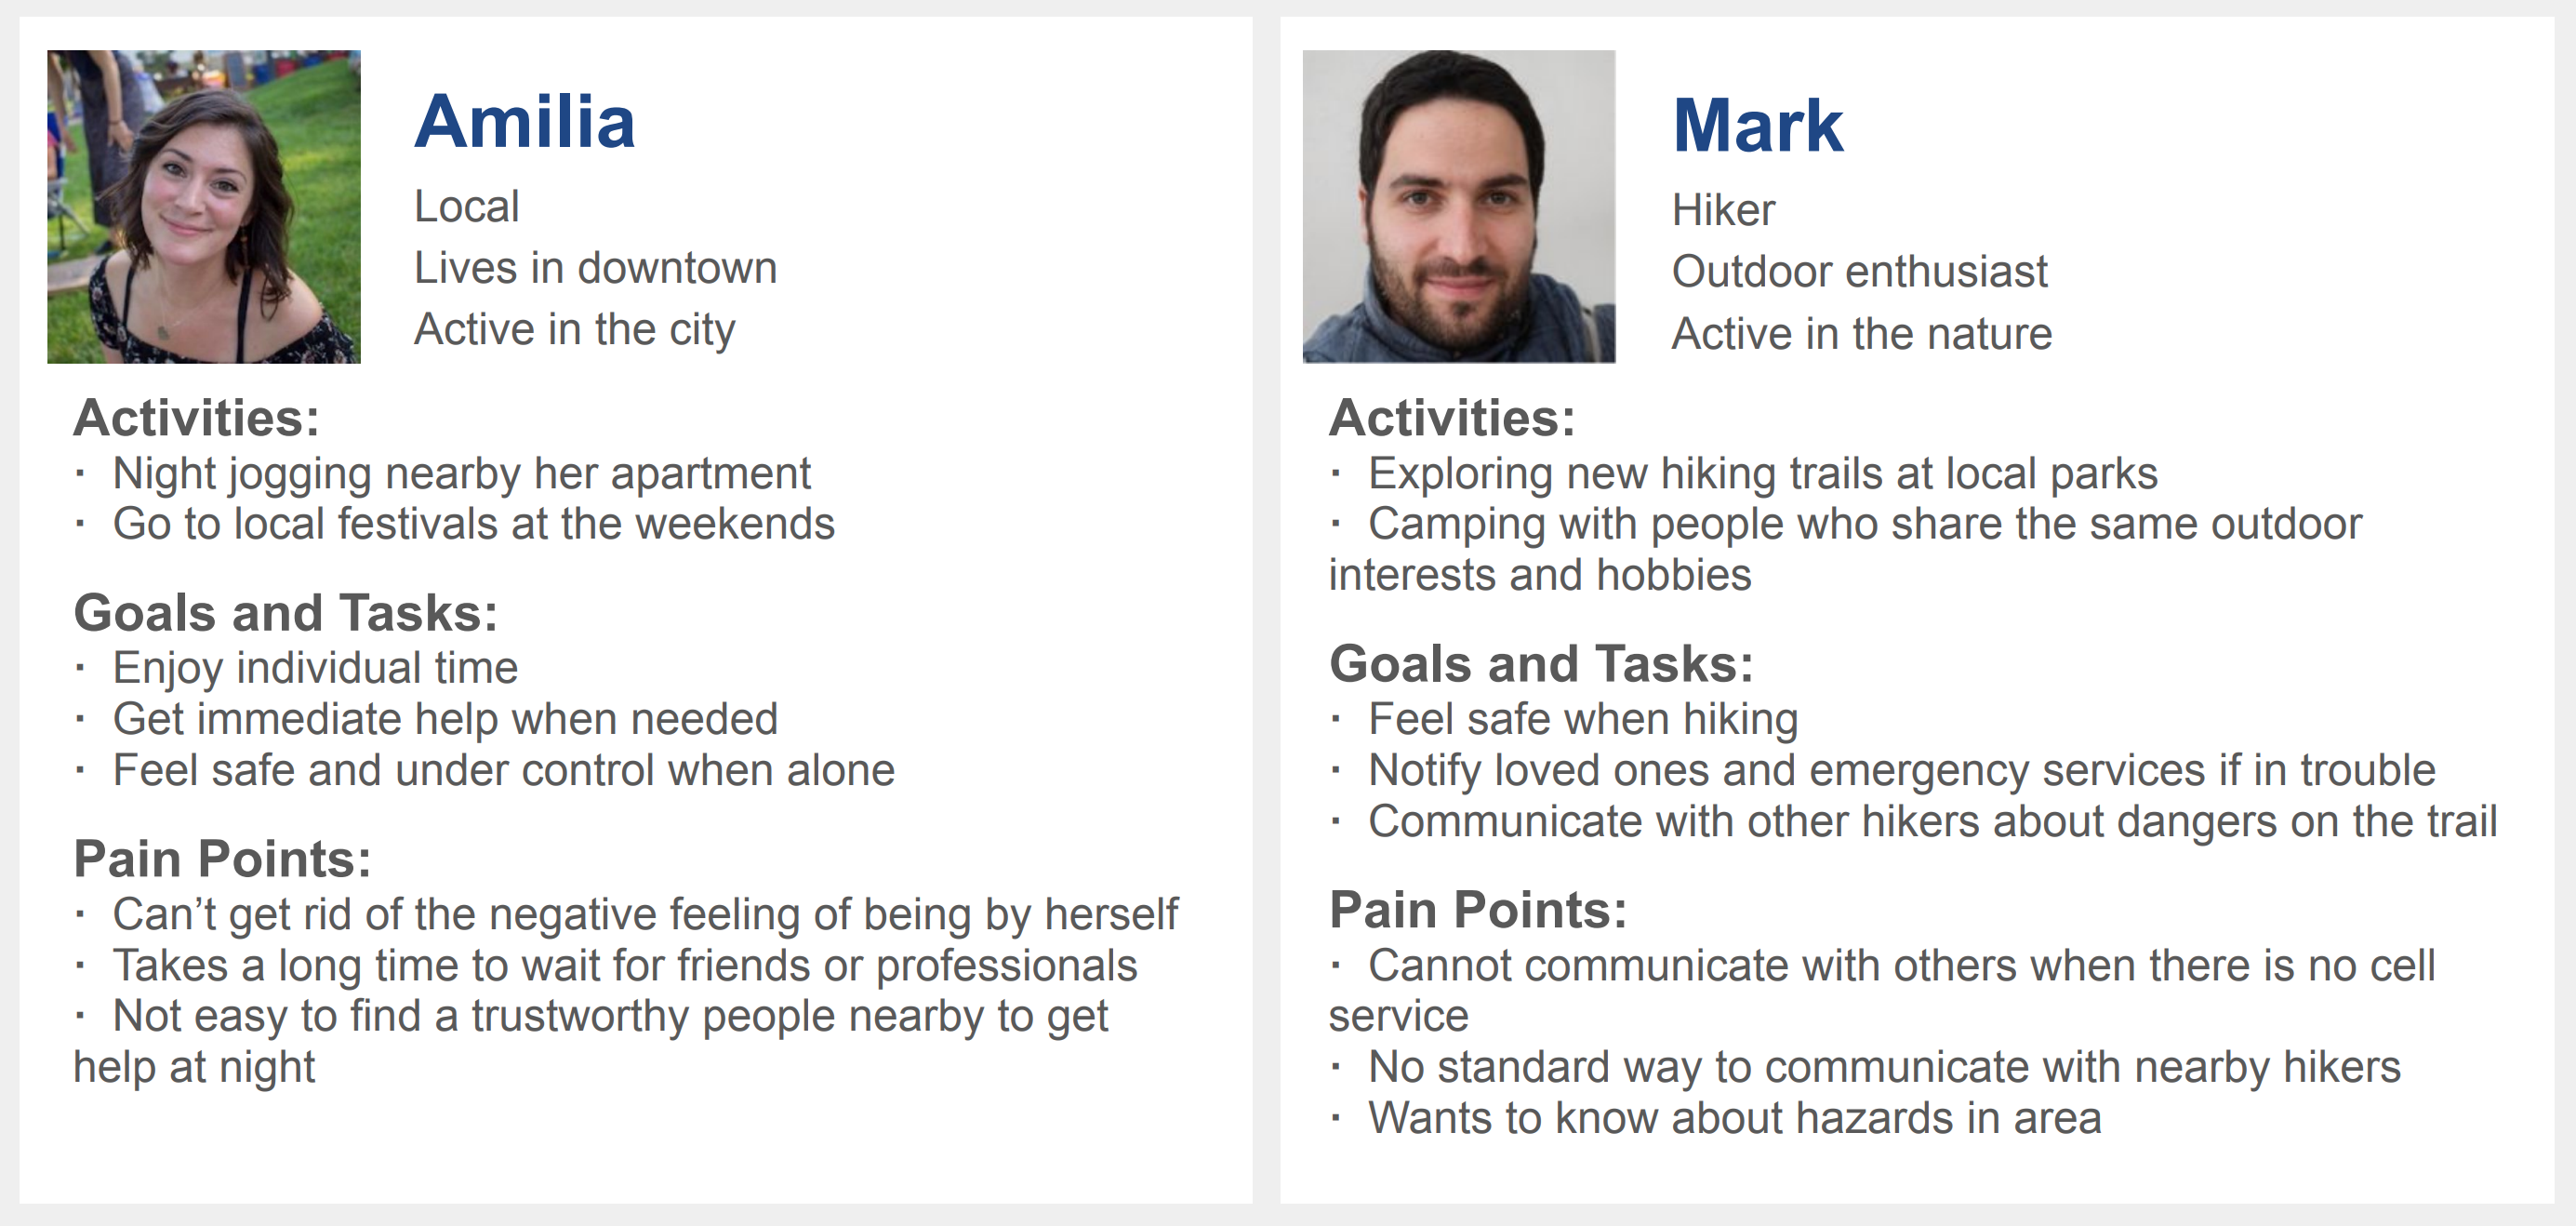 Amilia
Local
Lives in downtown
Active in the city
Activities:
· Night jogging nearby her apartment
· Go to local festivals at the weekends
Goals and Tasks:
· Enjoy individual time
· Get immediate help when needed
· Feel safe and under control when alone
Pain Points:
· Can’t get rid of the negative feeling of being by herself
· Takes a long time to wait for friends or professionals
· Not easy to find a trustworthy people nearby to get
help at night
Mark
Hiker
Outdoor enthusiast
Active in the nature
Activities:
· Exploring new hiking trails at local parks
· Camping with people who share the same outdoor
interests and hobbies
Goals and Tasks:
· Feel safe when hiking
· Notify loved ones and emergency services if in trouble
· Communicate with other hikers about dangers on the trail
Pain Points:
· Cannot communicate with others when there is no cell
service
· No standard way to communicate with nearby hikers
· Wants to know about hazards in area